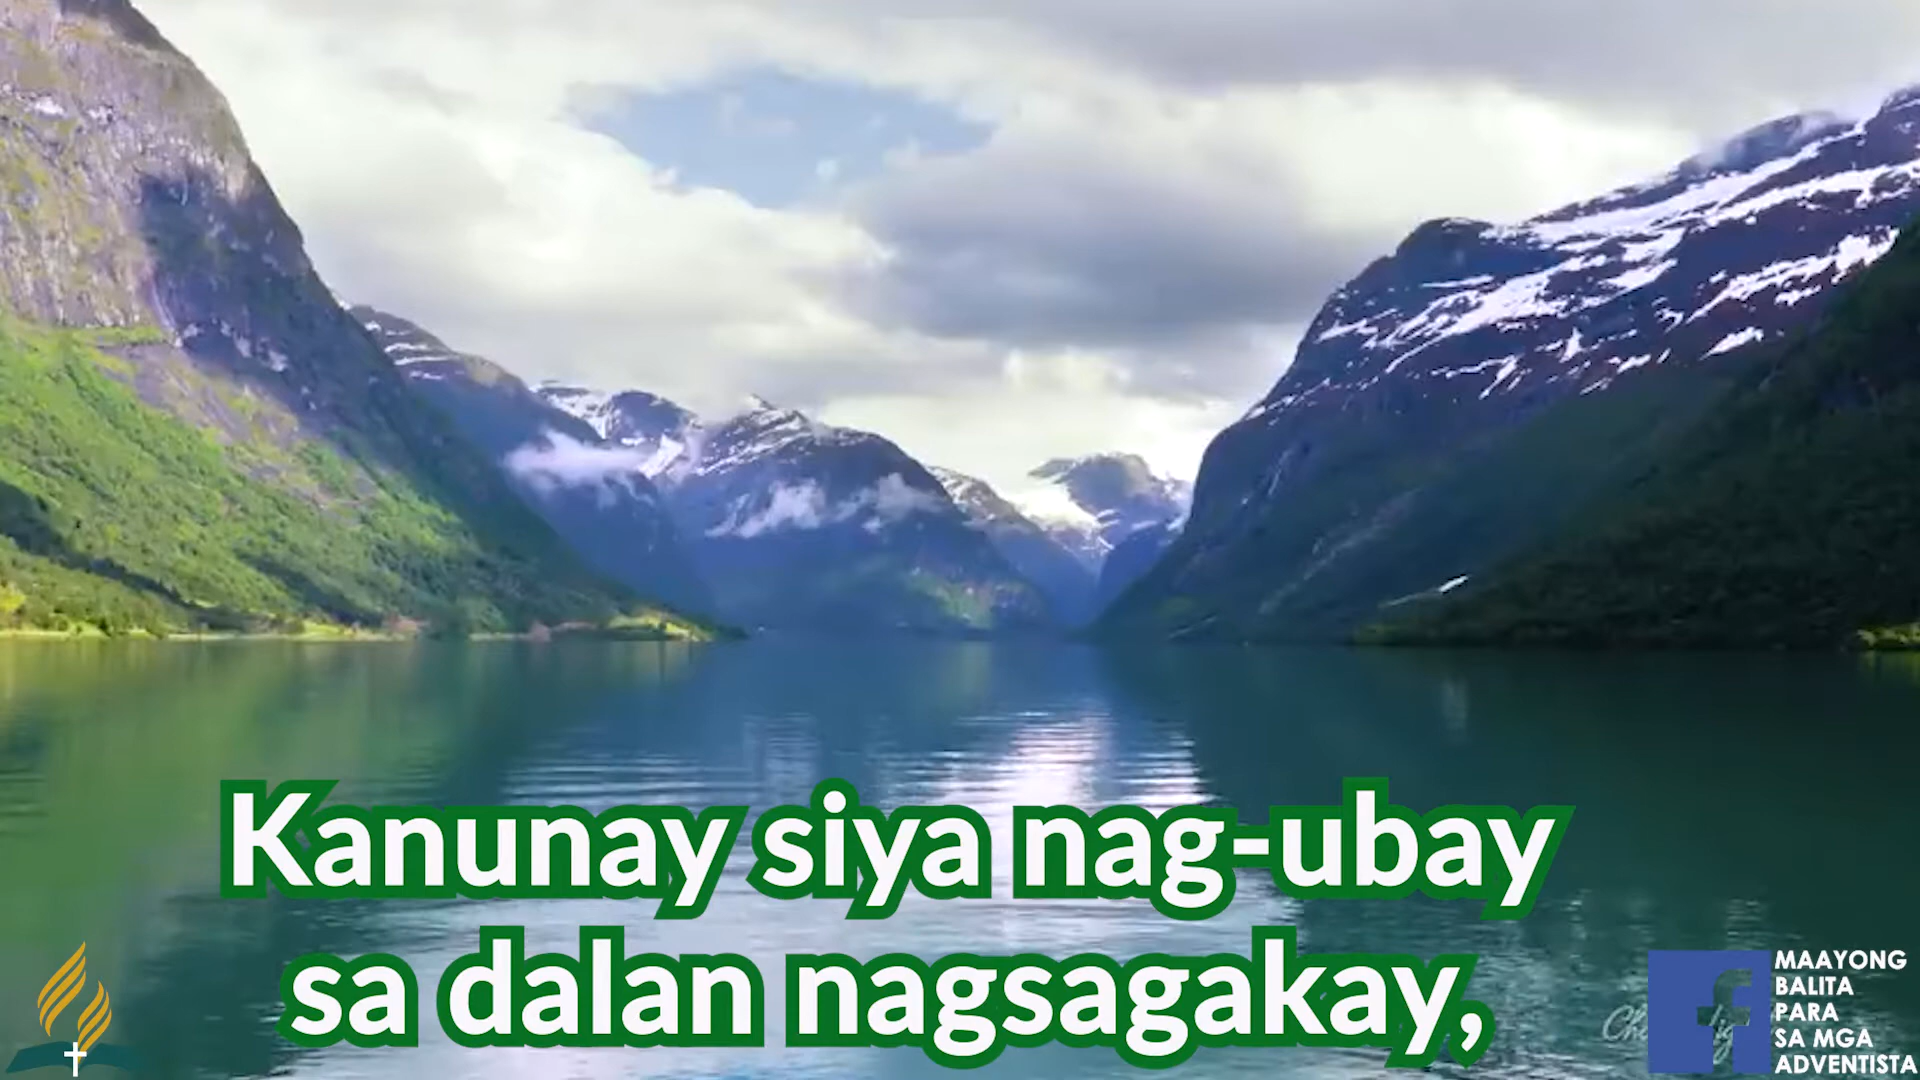 Kanunay siya nag-ubay
sa dalan nagsagakay,
MAAYONG
BALITA
PARA
SA MGA
ADVENTISTA